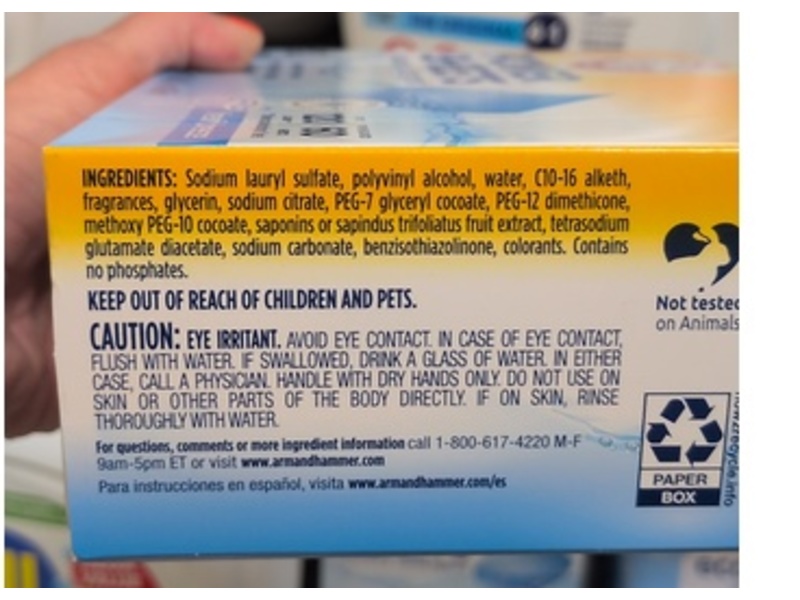 INGREDIENTS: Sodium lauryl sulfate, polyvinyl alcohol, water, C10-16 alketh,
fragrances, glycerin, sodium citrate, PEG-7 glyceryl cocoate, PEG-12 dimethicone,
methoxy PEG-10 cocoate, saponins or sapindus trifoliatus fruit extract, tetrasodium
glutamate diacetate, sodium carbonate, benzisothiazolinone, colorants. Contains
no phosphates.
KEEP OUT OF REACH OF CHILDREN AND PETS.
CAUTION: EYE IRRITANT. AVOID EYE CONTACT. IN CASE OF EYE CONTACT,
FLUSH WITH WATER. IF SWALLOWED, DRINK A GLASS OF WATER. IN EITHER
CASE, CALL A PHYSICIAN. HANDLE WITH DRY HANDS ONLY. DO NOT USE ON
SKIN OR OTHER PARTS OF THE BODY DIRECTLY. IF ON SKIN, RINSE
THOROUGHLY WITH WATER.
For questions, comments or more ingredient information call 1-800-617-4220 M-F
9am-5pm ET or visit www.armandhammer.com
Para instrucciones en español, visita www.armandhammer.com/es
Not tested
on Animals
PAPER
BOX
how2recycle.info